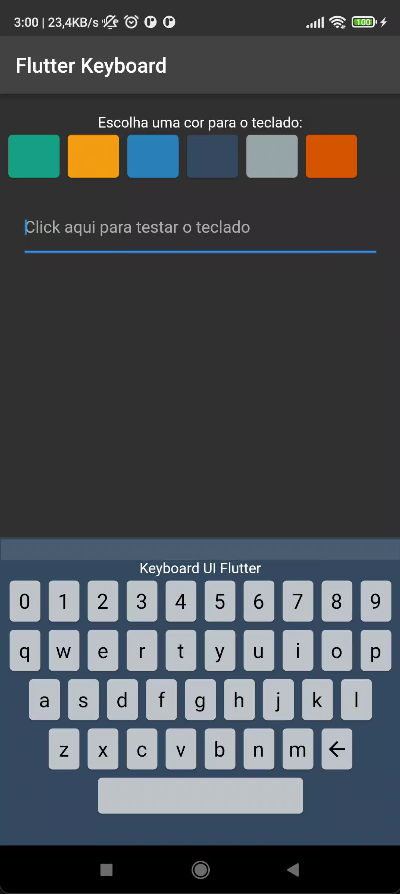 3:00 | 23,4KB/s
100
Flutter Keyboard
Escolha uma cor para o teclado:
Click aqui para testar o teclado
Keyboard UI Flutter
0 1 2 3 4 5 6 7 8 9
q w e r t y u i o p
a s d f g h j k l
z x c v b n m ←